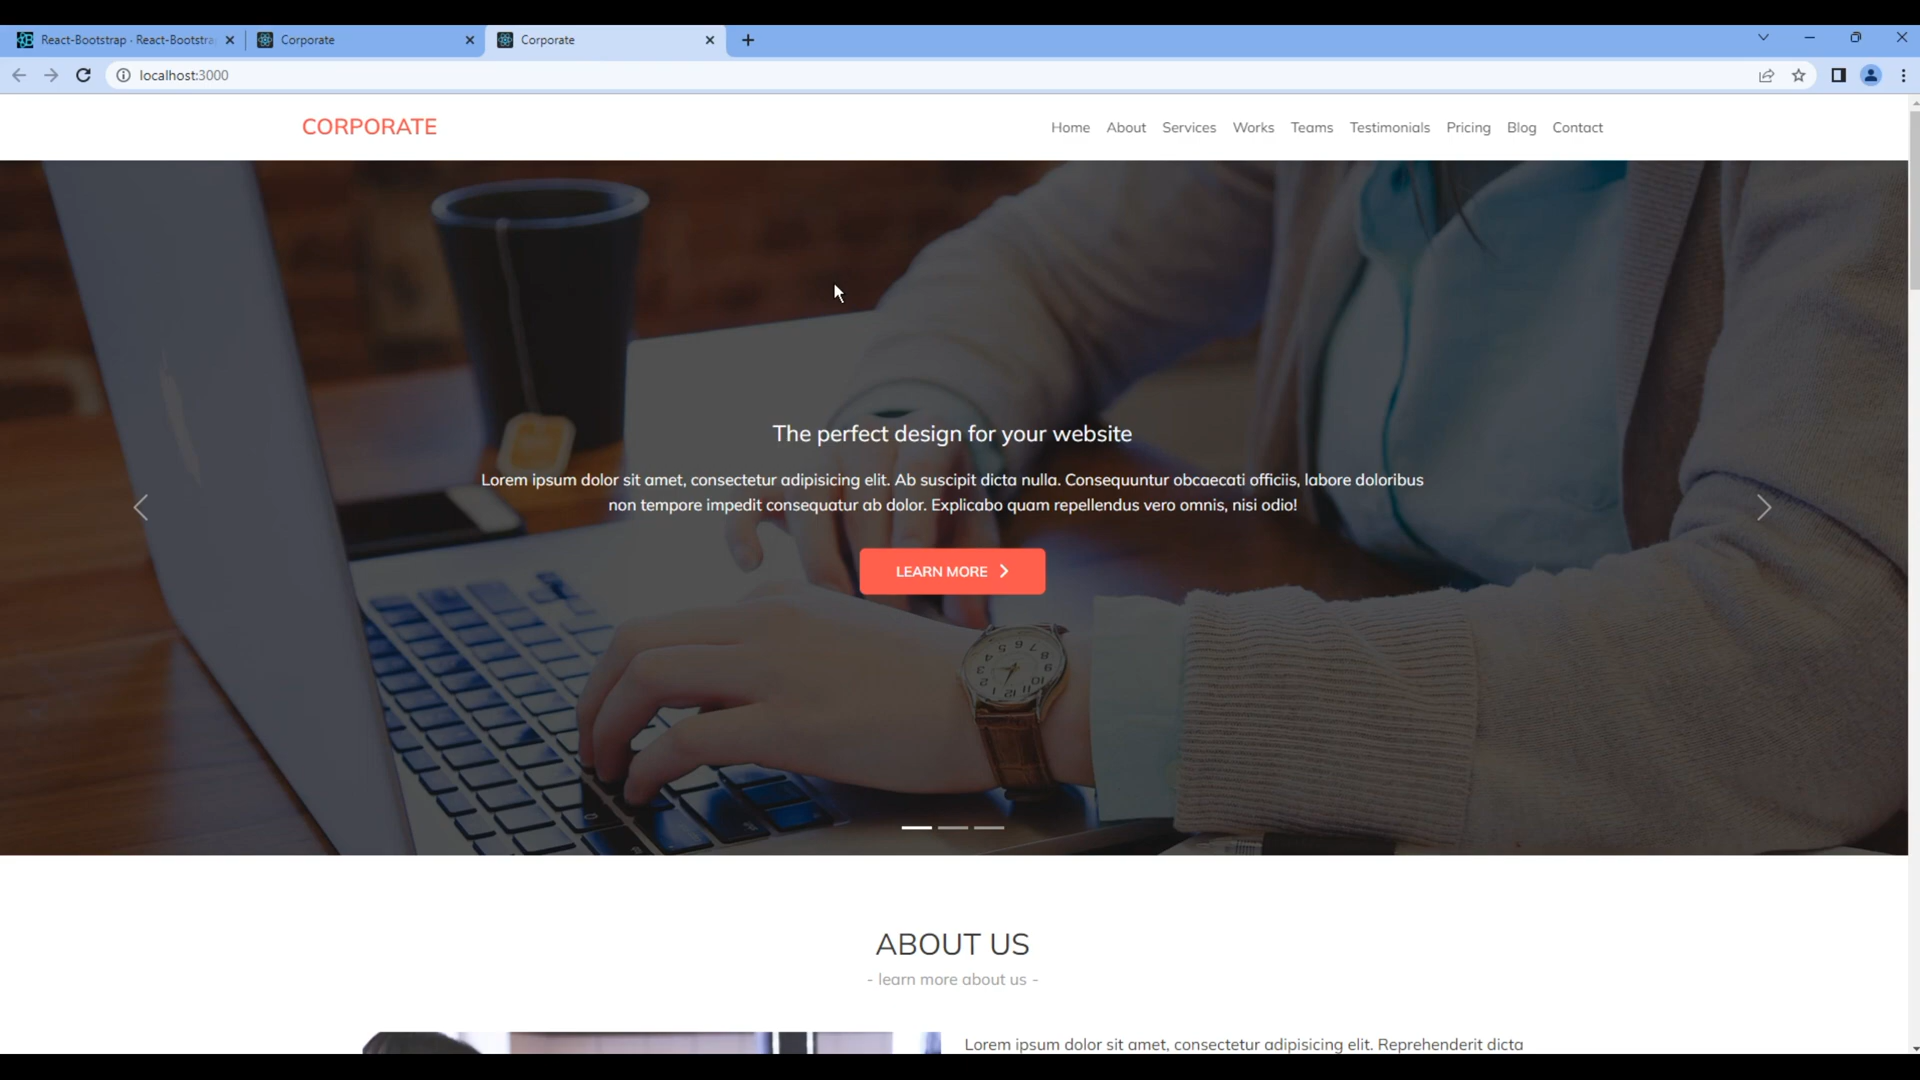 React-Bootstrap · React-Bootstra
Corporate
Corporate
localhost:3000
CORPORATE
Home About Services Works Teams Testimonials Pricing Blog Contact
The perfect design for your website
Lorem ipsum dolor sit amet, consectetur adipisicing elit. Ab suscipit dicta nulla. Consequuntur obcaecati officiis, labore doloribus
non tempore impedit consequatur ab dolor. Explicabo quam repellendus vero omnis, nisi odio!
LEARN MORE
ABOUT US
- learn more about us -
Lorem ipsum dolor sit amet, consectetur adipisicing elit. Reprehenderit dicta